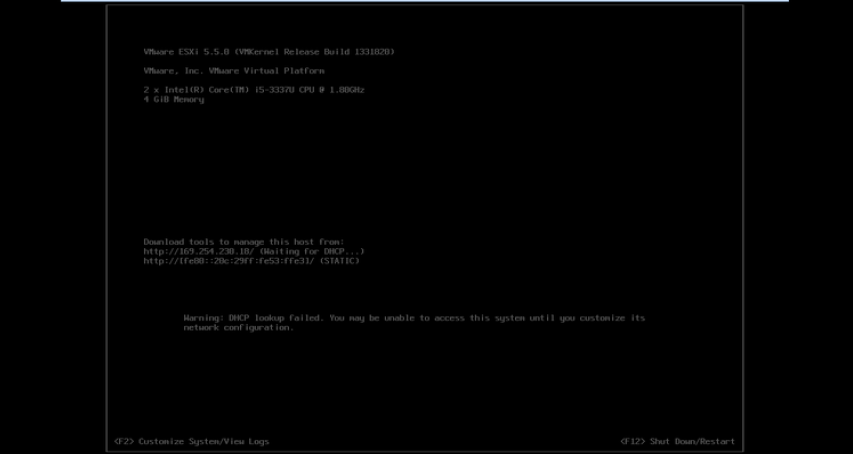 VMware ESXi 5.5.0 (VMKernel Release Build 1331820)
VMware, Inc. VMware Virtual Platform
2 x Intel(R) Core(TM) i5-3337U CPU @ 1.80GHz
4 GiB Memory
Download tools to manage this host from:
http://169.254.230.18/ (Waiting for DHCP...)
http://[fe80::20c:29ff:fe53:ffe3]/ (STATIC)
Warning: DHCP lookup failed. You may be unable to access this system until you customize its
network configuration.
<F2> Customize System/View Logs
<F12> Shut Down/Restart